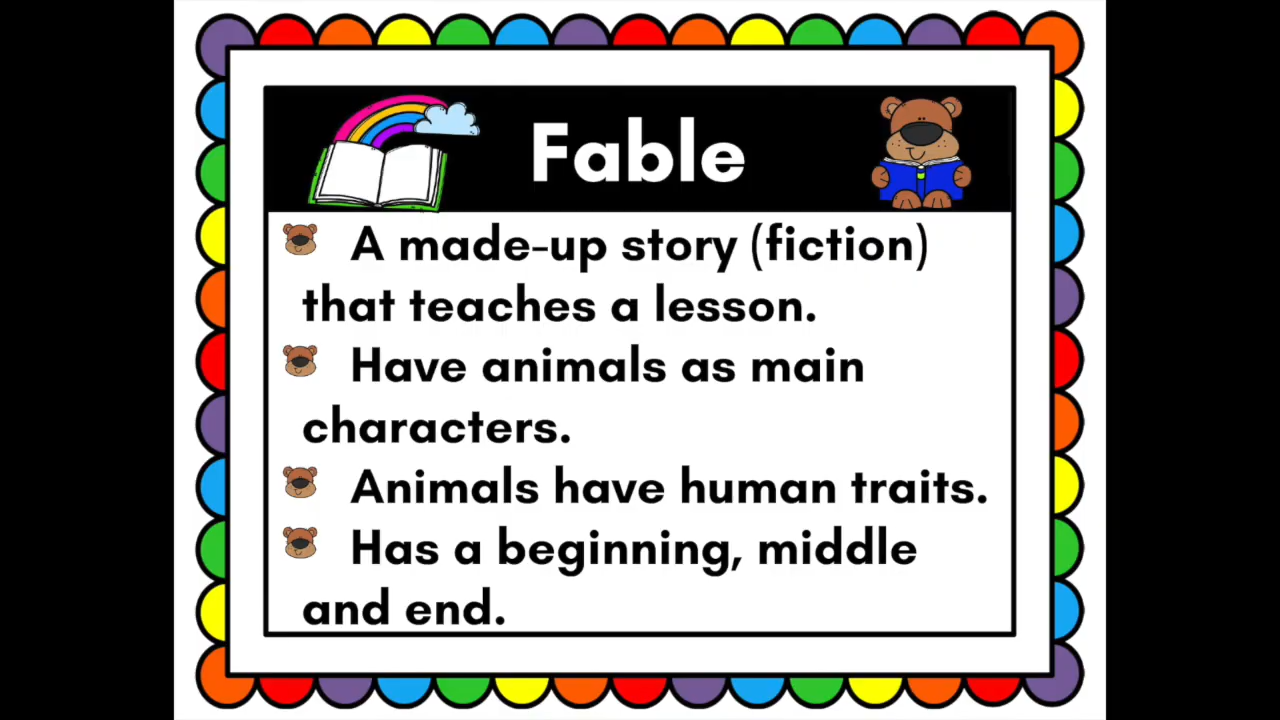 Fable
A made-up story (fiction)
that teaches a lesson.
Have animals as main
characters.
Animals have human traits.
Has a beginning, middle
and end.